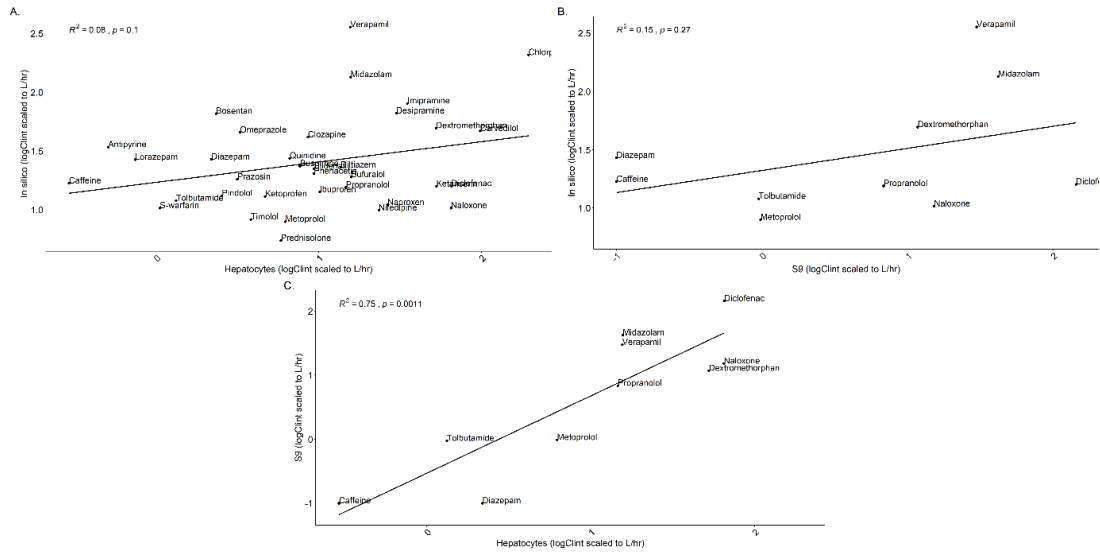 A.
R² = 0.08 , p = 0.1
Verapamil
2.5
Chlorp
Midazolam
2.0
Imipramine
Desipramine
Bosentan
Dextromethorphan
Carvedilol
Omeprazole
Clozapine
Antipyrine
1.5
Lorazepam
Diazepam
Quinidine
Diltiazem
Phenacetin
Bufuralol
Caffeine
Prazosin
Propranolol
Diclofenac
Ibuprofen
Tolbutamide
Pindolol
Ketoprofen
Naproxen
S-warfarin
Nifedipine
Naloxone
1.0
Timolol
Metoprolol
Prednisolone
In silico (logClint scaled to L/hr)
0
1
2
Hepatocytes (logClint scaled to L/hr)
B.
R² = 0.15 , p = 0.27
Verapamil
2.5
Midazolam
2.0
Dextromethorphan
1.5
Diazepam
Caffeine
Propranolol
Diclofe
Tolbutamide
Naloxone
1.0
Metoprolol
In silico (logClint scaled to L/hr)
-1
0
1
2
S9 (logClint scaled to L/hr)
C.
R² = 0.75 , p = 0.0011
Diclofenac
2
Midazolam
Verapamil
Naloxone
Dextromethorphan
1
Propranolol
Tolbutamide
Metoprolol
0
Caffeine
Diazepam
-1
S9 (logClint scaled to L/hr)
0
1
2
Hepatocytes (logClint scaled to L/hr)